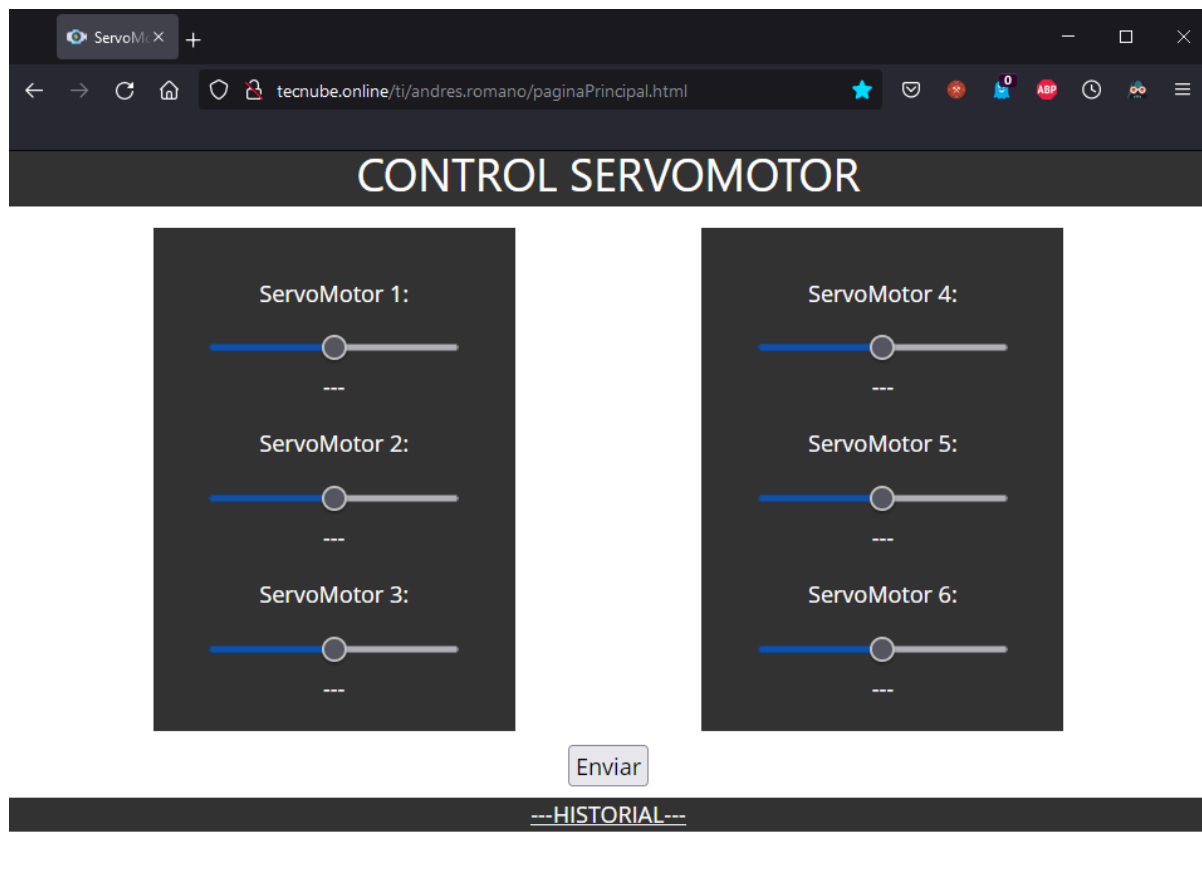 ServoMo
tecnube.online/ti/andres.romano/paginaPrincipal.html
0
ABP
CONTROL SERVOMOTOR
ServoMotor 1:
---
ServoMotor 2:
---
ServoMotor 3:
---
ServoMotor 4:
---
ServoMotor 5:
---
ServoMotor 6:
---
Enviar
---HISTORIAL---